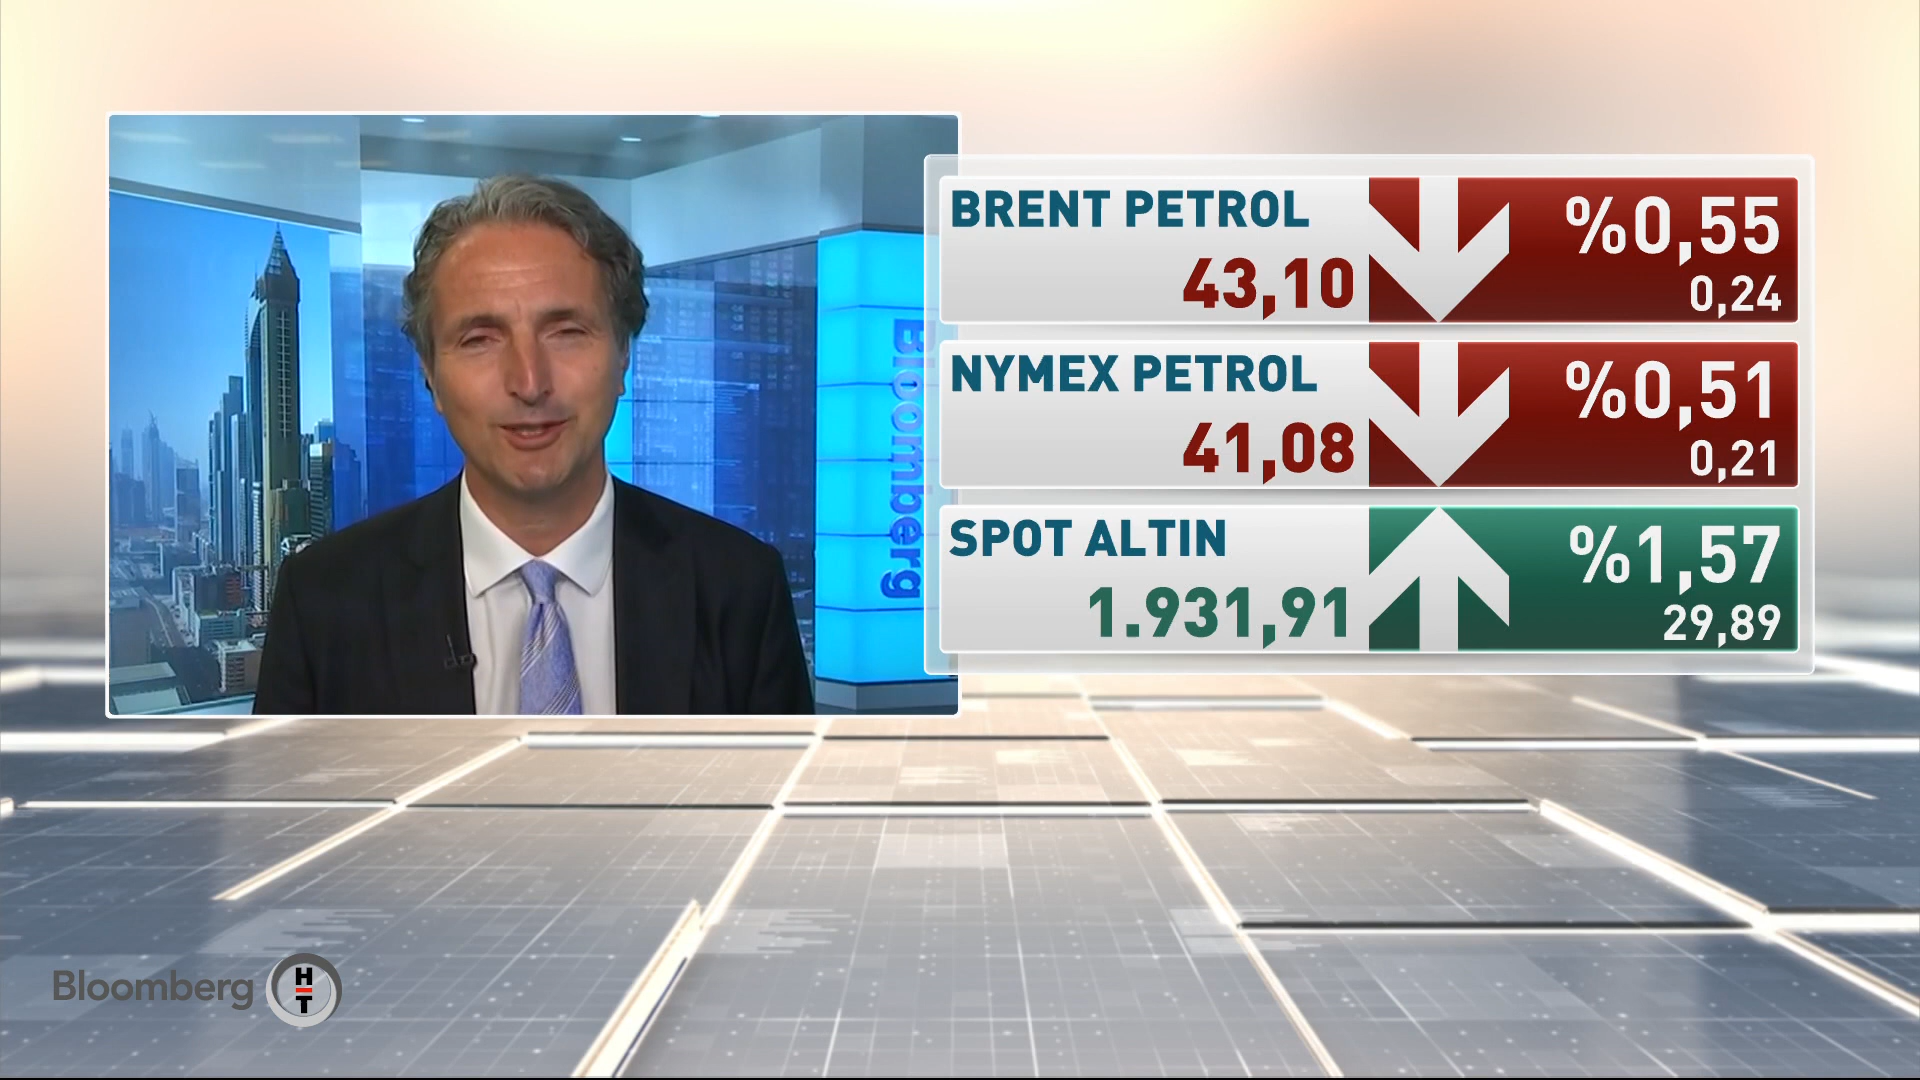 BRENT PETROL
43,10
%0,55
0,24
NYMEX PETROL
41,08
%0,51
0,21
SPOT ALTIN
1.931,91
%1,57
29,89
Bloomberg
Bloomberg HT